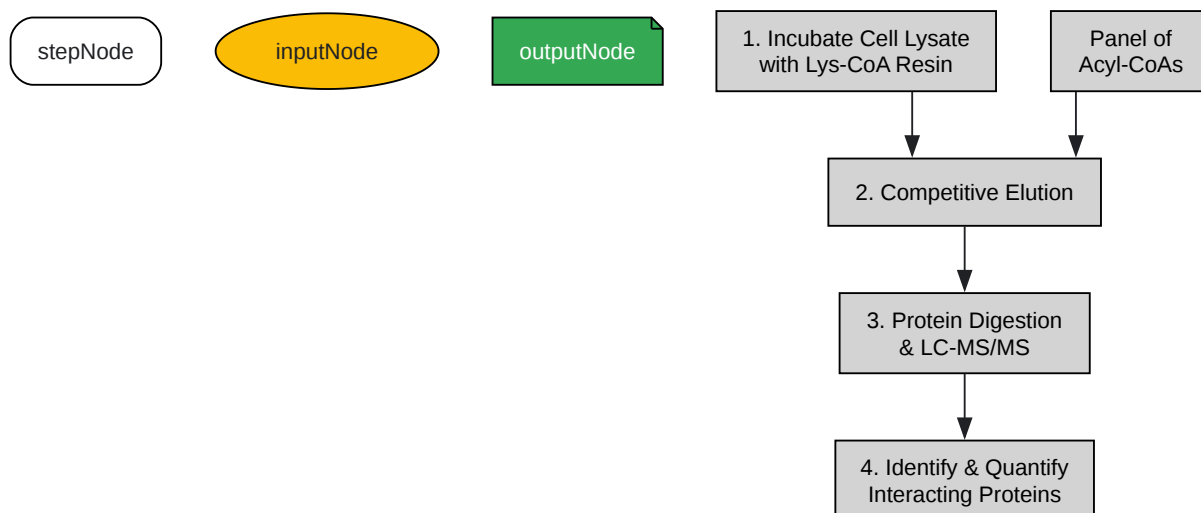 stepNode
inputNode
outputNode
1. Incubate Cell Lysate
with Lys-CoA Resin
Panel of
Acyl-CoAs
2. Competitive Elution
3. Protein Digestion
& LC-MS/MS
4. Identify & Quantify
Interacting Proteins